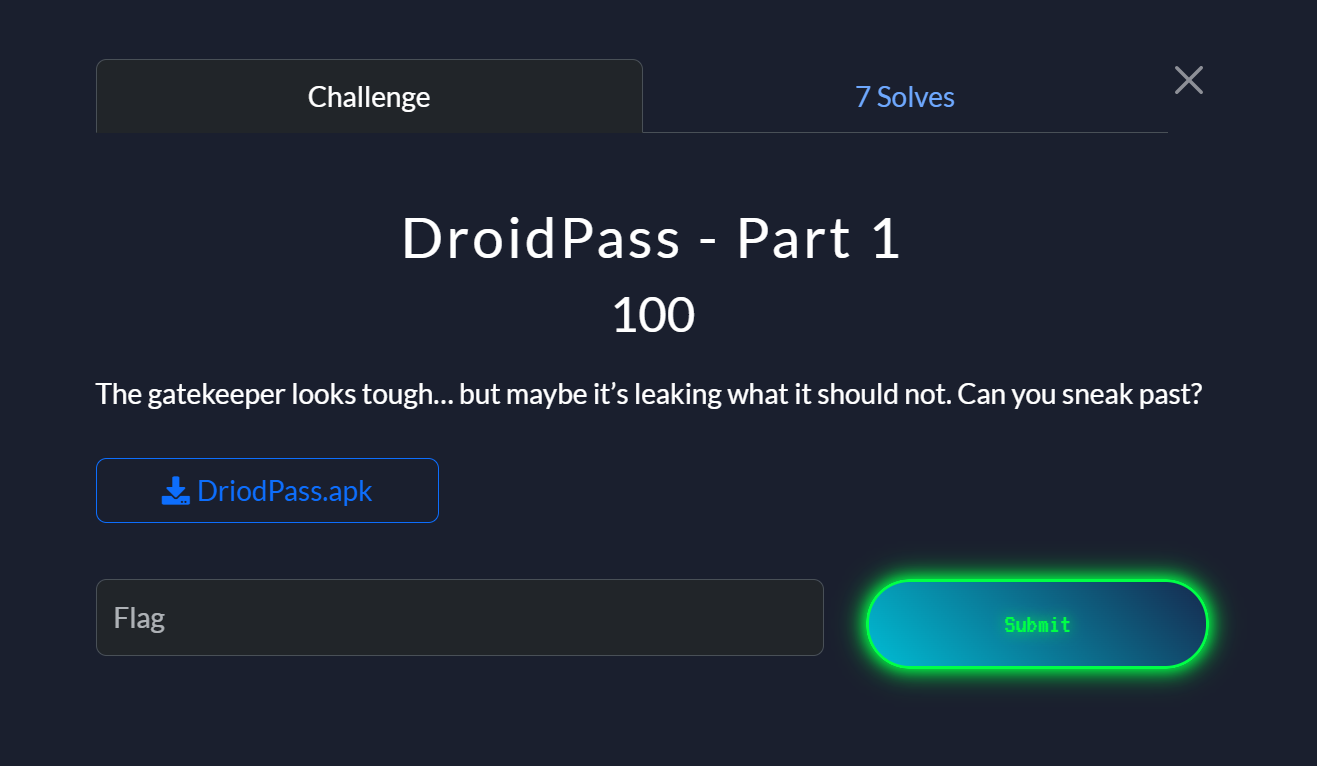 Challenge
7 Solves
DroidPass - Part 1
100
The gatekeeper looks tough... but maybe it’s leaking what it should not. Can you sneak past?
DriodPass.apk
Flag
Submit